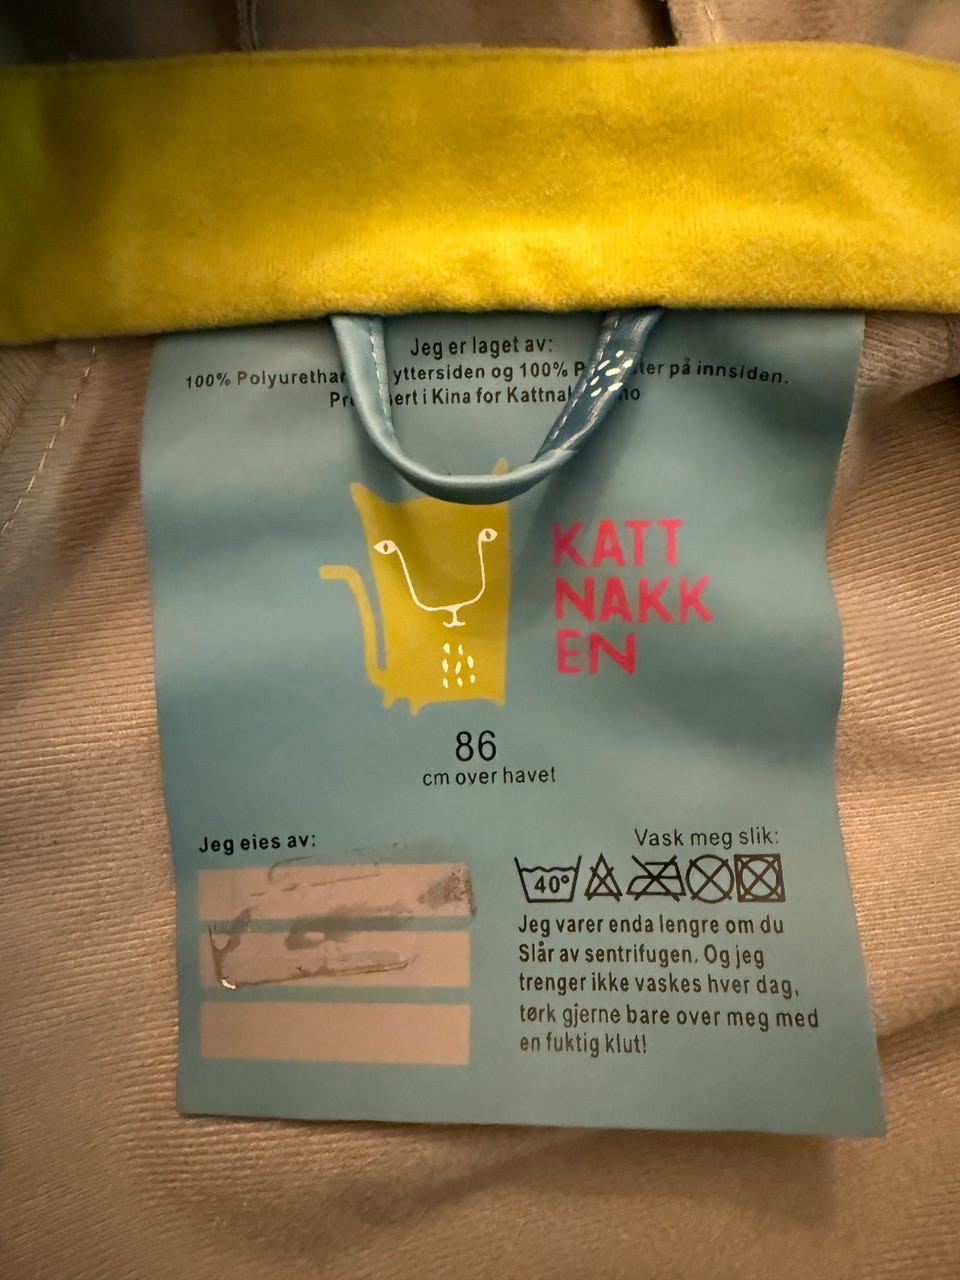 Jeg er laget av:
100% Polyurethan yttersiden og 100% på innsiden.
i Kina for
KATT
NAKK
EN
86
cm over havet
Jeg eies av:
Vask meg slik:
40°
Jeg varer enda lengre om du
Slår av sentrifugen. Og jeg
trenger ikke vaskes hver dag,
tørk gjerne bare over meg med
en fuktig klut!